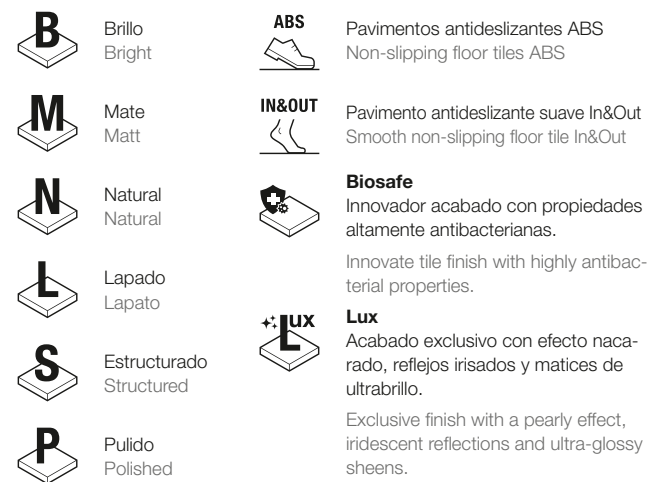 B
Brillo
Bright
M
Mate
Matt
N
Natural
Natural
L
Lapado
Lapato
S
Estructurado
Structured
P
Pulido
Polished
ABS
Pavimentos antideslizantes ABS
Non-slipping floor tiles ABS
IN&OUT
Pavimento antideslizante suave In&Out
Smooth non-slipping floor tile In&Out
Biosafe
Innovador acabado con propiedades
altamente antibacterianas.
Innovate tile finish with highly antibac-
terial properties.
Lux
Lux
Acabado exclusivo con efecto naca-
rado, reflejos irisados y matices de
ultrabrillo.
Exclusive finish with a pearly effect,
iridescent reflections and ultra-glossy
sheens.